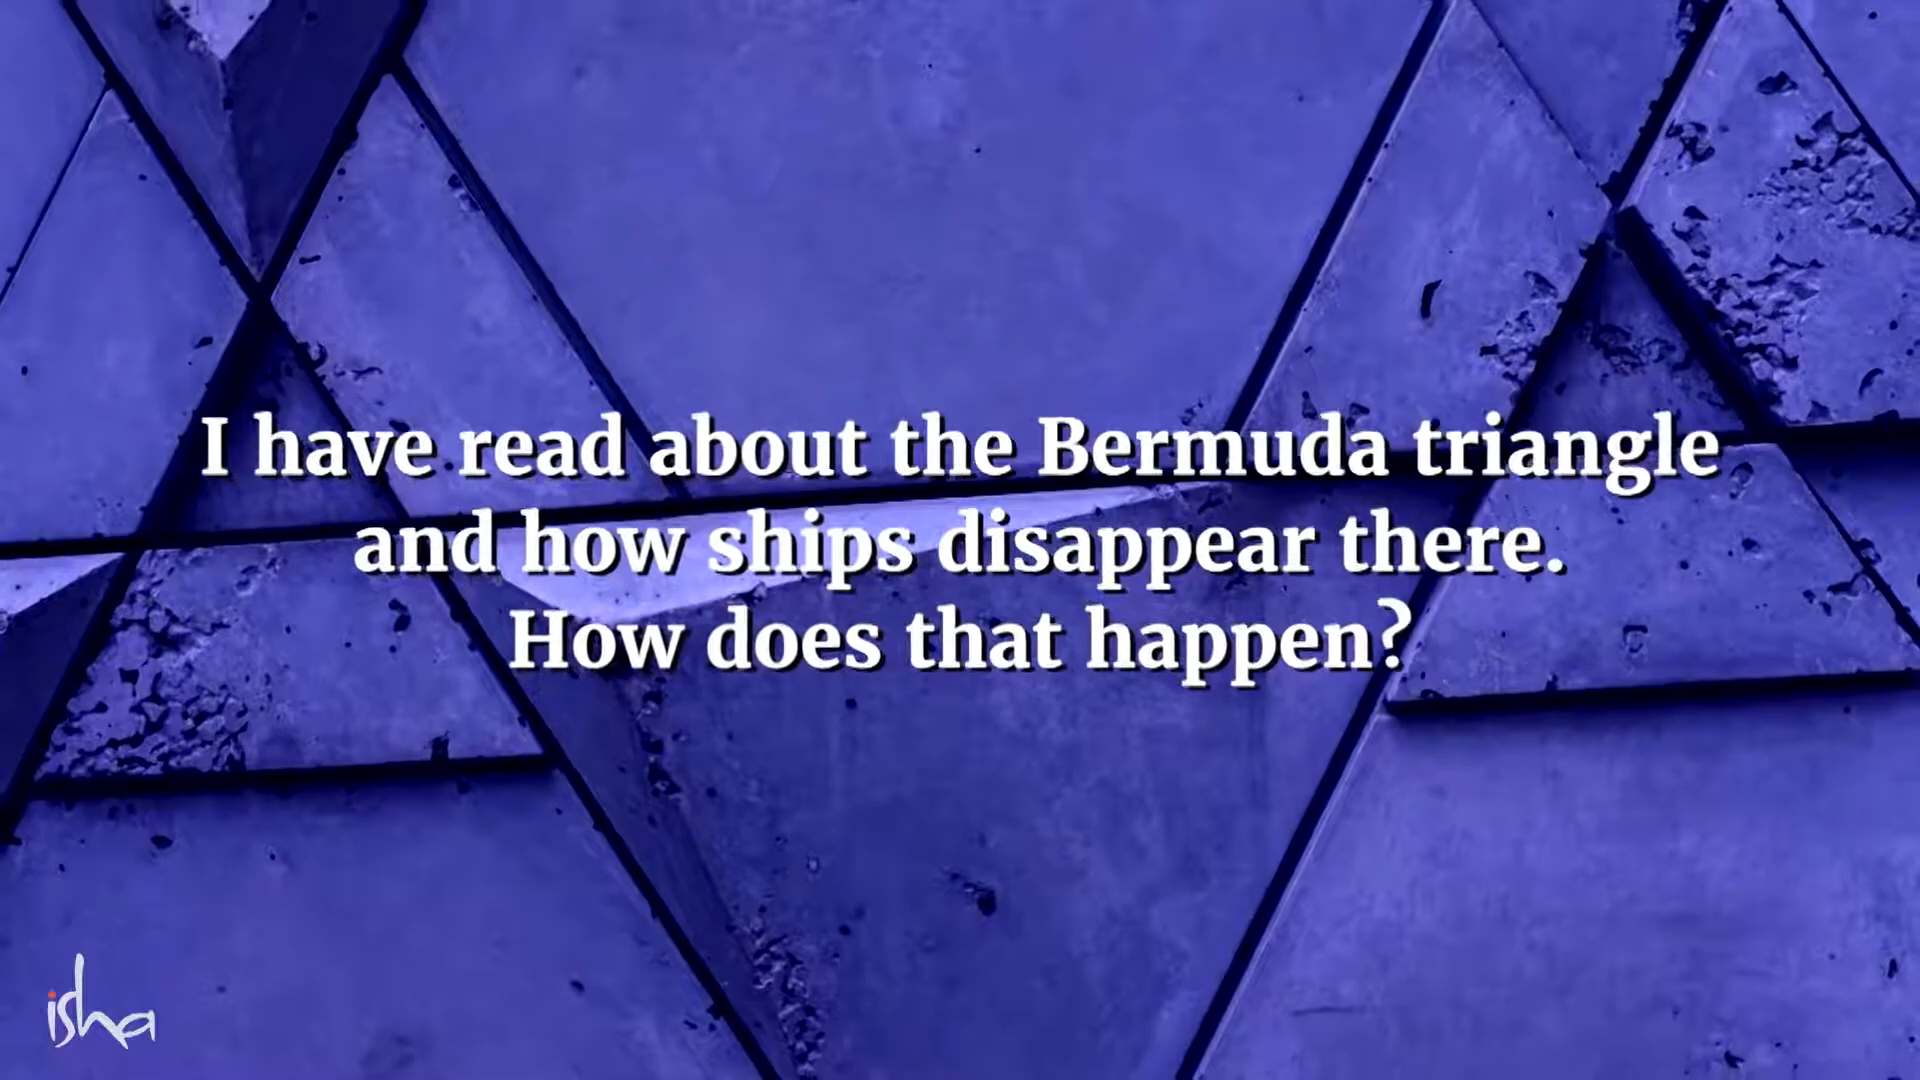 I have read about the Bermuda triangle
and how ships disappear there.
How does that happen?
isha